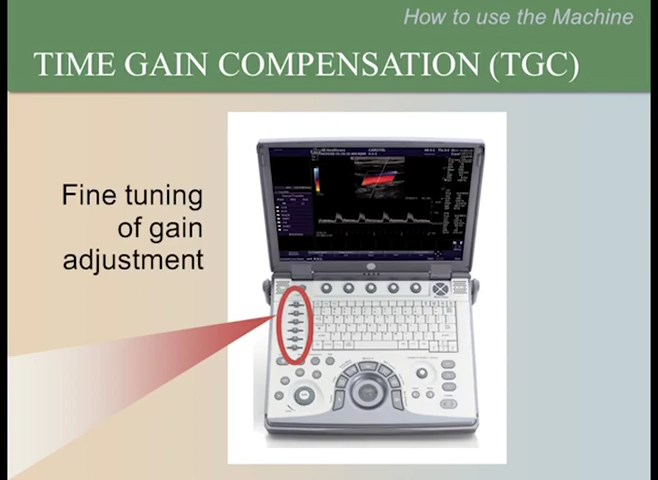 How to use the Machine
TIME GAIN COMPENSATION (TGC)
Fine tuning
of gain
adjustment